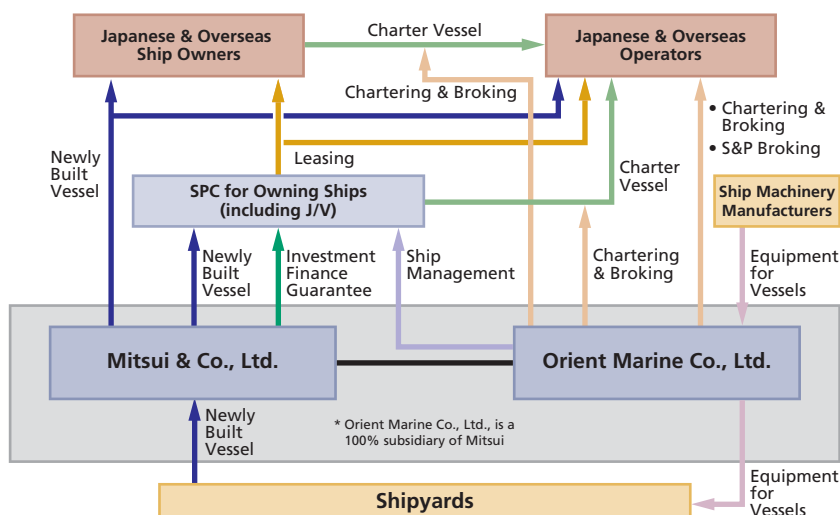 Japanese & Overseas
Ship Owners
Charter Vessel
Japanese & Overseas
Operators
Chartering & Broking
• Chartering &
Broking
• S&P Broking
Newly
Built
Vessel
Leasing
Charter
Vessel
SPC for Owning Ships
(including J/V)
Ship Machinery
Manufacturers
Newly
Built
Vessel
Investment
Finance
Guarantee
Ship
Management
Chartering
& Broking
Equipment
for
Vessels
Mitsui & Co., Ltd.
Orient Marine Co., Ltd.
Newly
Built
Vessel
* Orient Marine Co., Ltd., is a
100% subsidiary of Mitsui
Equipment
for
Vessels
Shipyards